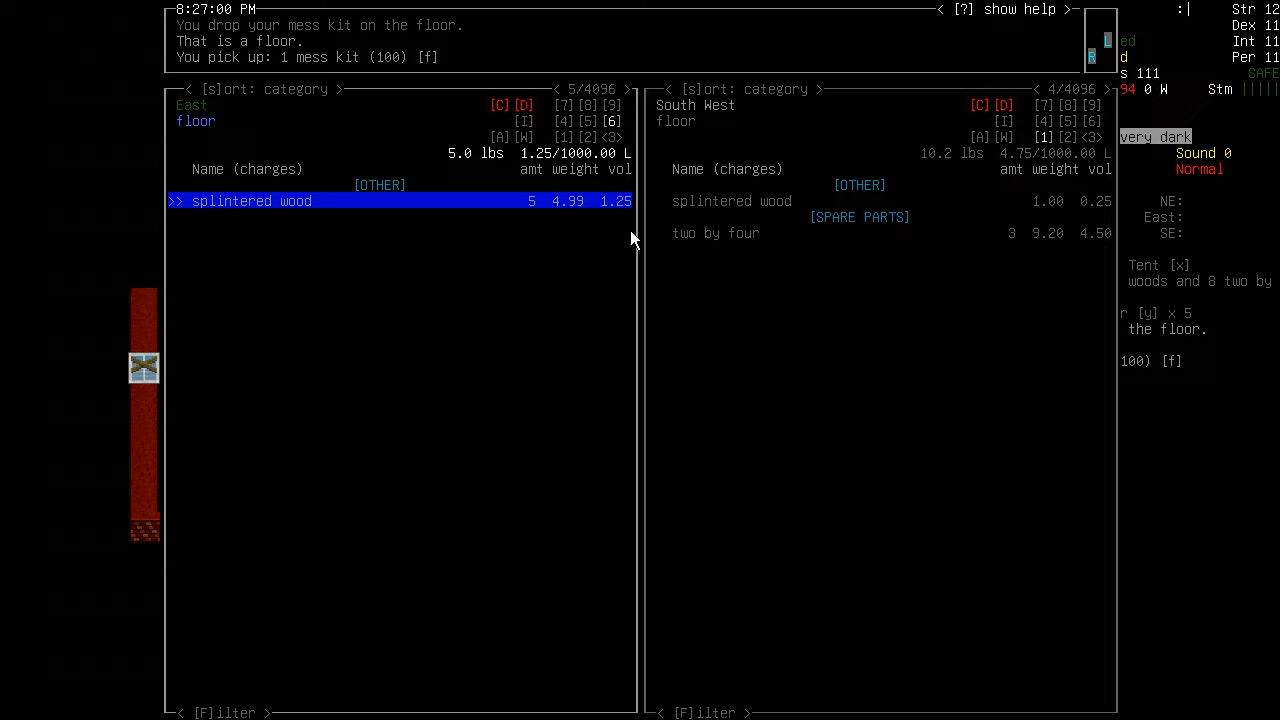 8:27:00 PM < [?] show help > :| Str 12
You drop your mess kit on the floor. Dex 11
That is a floor. L ed Int 11
You pick up: 1 mess kit (100) [f] R d Per 11
s 111 SAFE
< [s]ort: category > < 5/4096 > < [s]ort: category > < 4/4096 > 94 0 W Stm |||||
East [C][D] [7][8][9] South West [C][D] [7][8][9]
floor [I] [4][5][6] floor [I] [4][5][6]
[A][W] [1][2]<3> [A][W] [1][2]<3> very dark
5.0 lbs 1.25/1000.00 L 10.2 lbs 4.75/1000.00 L Sound 0
Name (charges) amt weight vol Name (charges) amt weight vol Normal
[OTHER] [OTHER]
>> splintered wood 5 4.99 1.25 splintered wood 1.00 0.25 NE:
[SPARE PARTS] East:
two by four 3 9.20 4.50 SE:
Tent [x]
woods and 8 two by
r [y] x 5
the floor.
100) [f]
< [F]ilter > < [F]ilter >